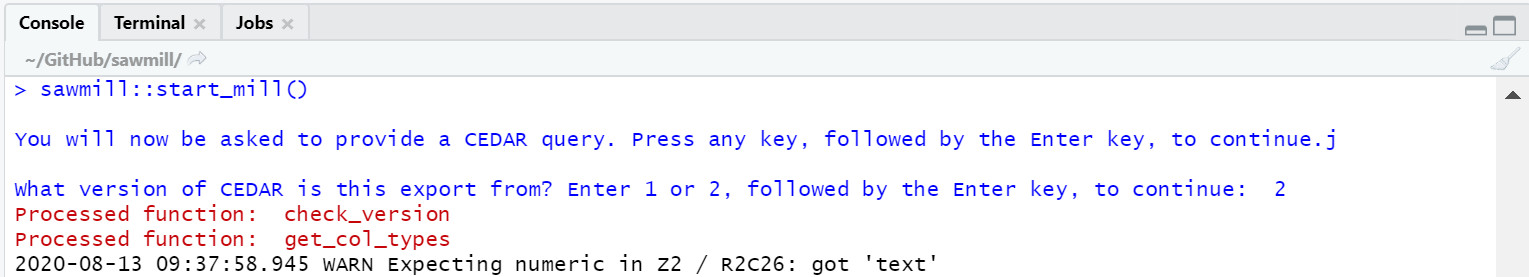 Console Terminal Jobs
~/GitHub/sawmill/
> sawmill::start_mill()
You will now be asked to provide a CEDAR query. Press any key, followed by the Enter key, to continue.j
What version of CEDAR is this export from? Enter 1 or 2, followed by the Enter key, to continue:  2
Processed function:  check_version
Processed function:  get_col_types
2020-08-13 09:37:58.945 WARN Expecting numeric in Z2 / R2C26: got 'text'